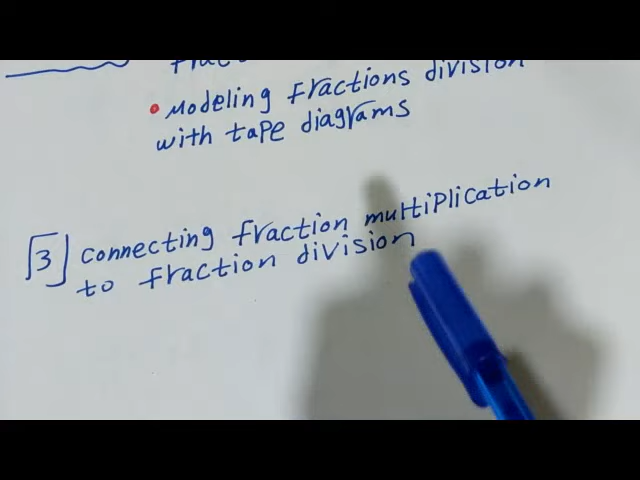 • Modeling Fractions division
with tape diagrams
[3] connecting fraction multiplication
to fraction division